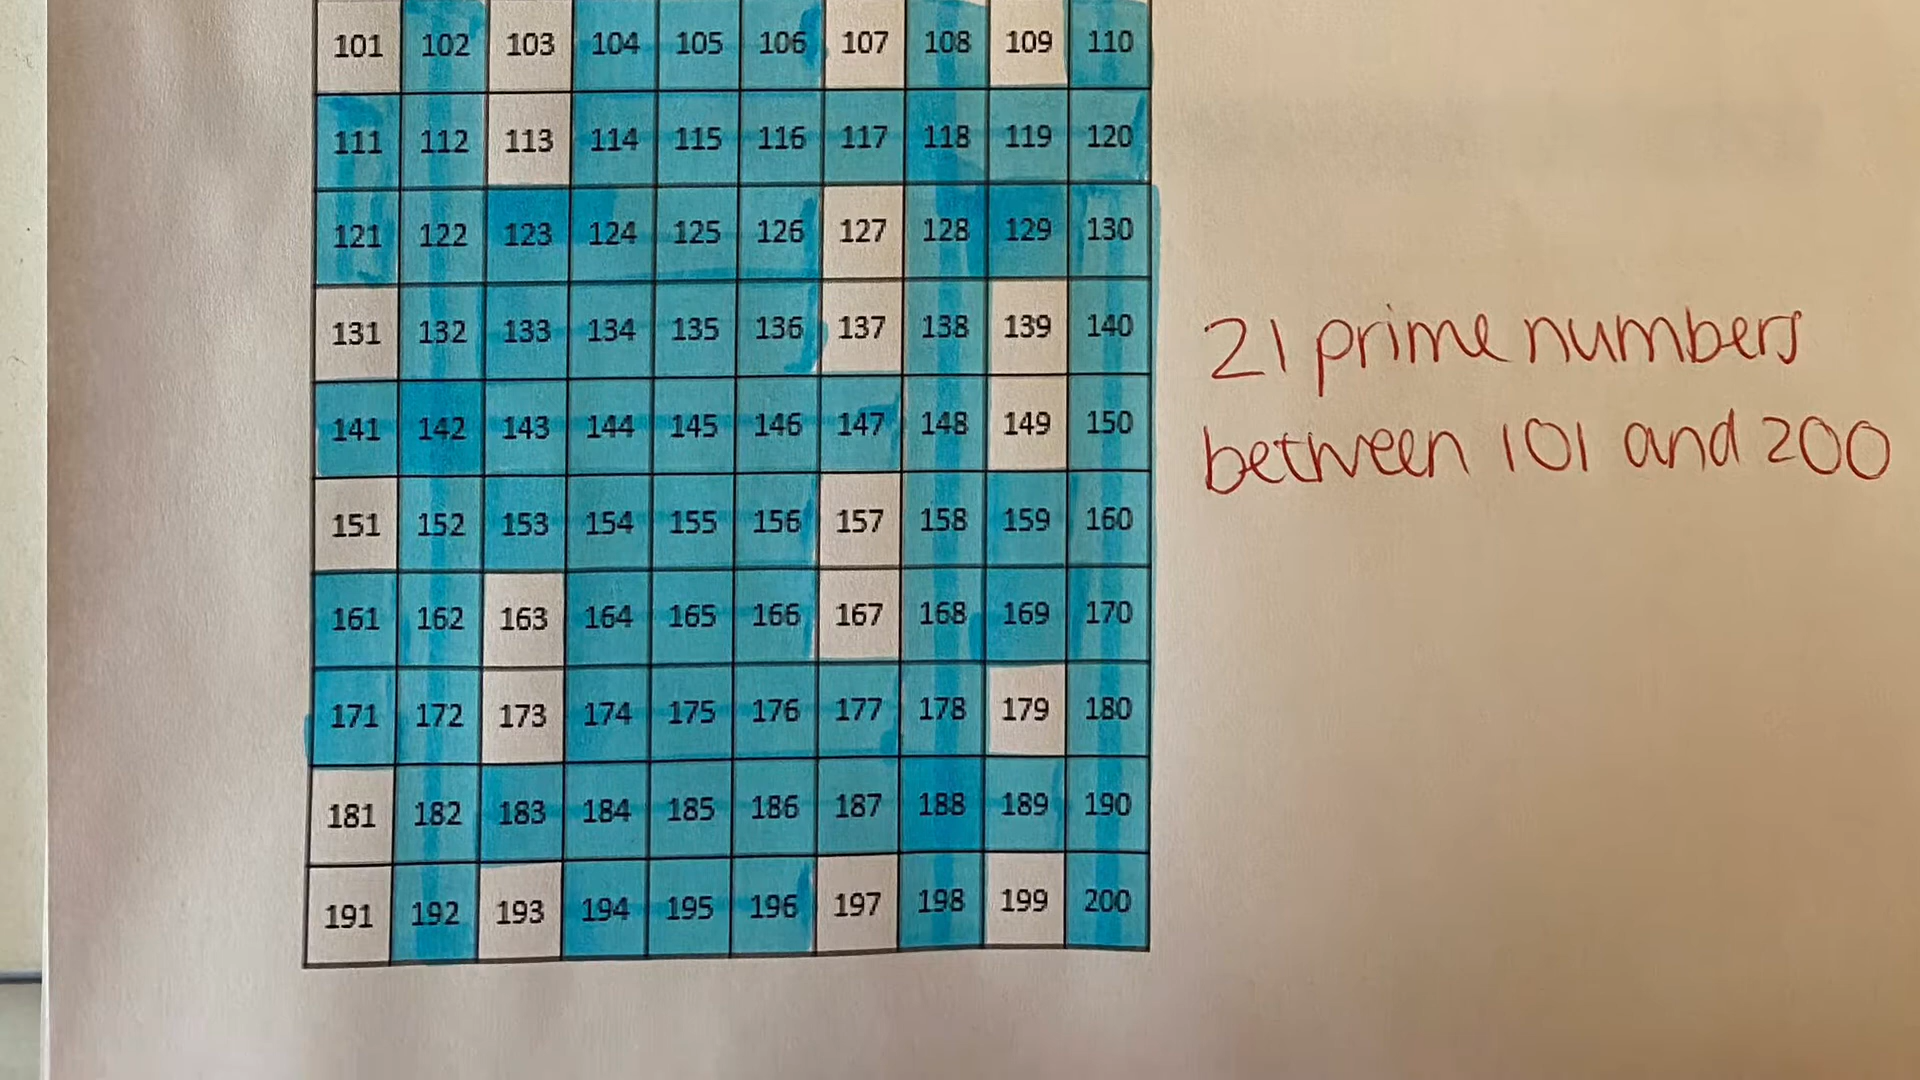 101 102 103 104 105 106 107 108 109 110
111 112 113 114 115 116 117 118 119 120
121 122 123 124 125 126 127 128 129 130
131 132 133 134 135 136 137 138 139 140
141 142 143 144 145 146 147 148 149 150
151 152 153 154 155 156 157 158 159 160
161 162 163 164 165 166 167 168 169 170
171 172 173 174 175 176 177 178 179 180
181 182 183 184 185 186 187 188 189 190
191 192 193 194 195 196 197 198 199 200
21 prime numbers
between 101 and 200